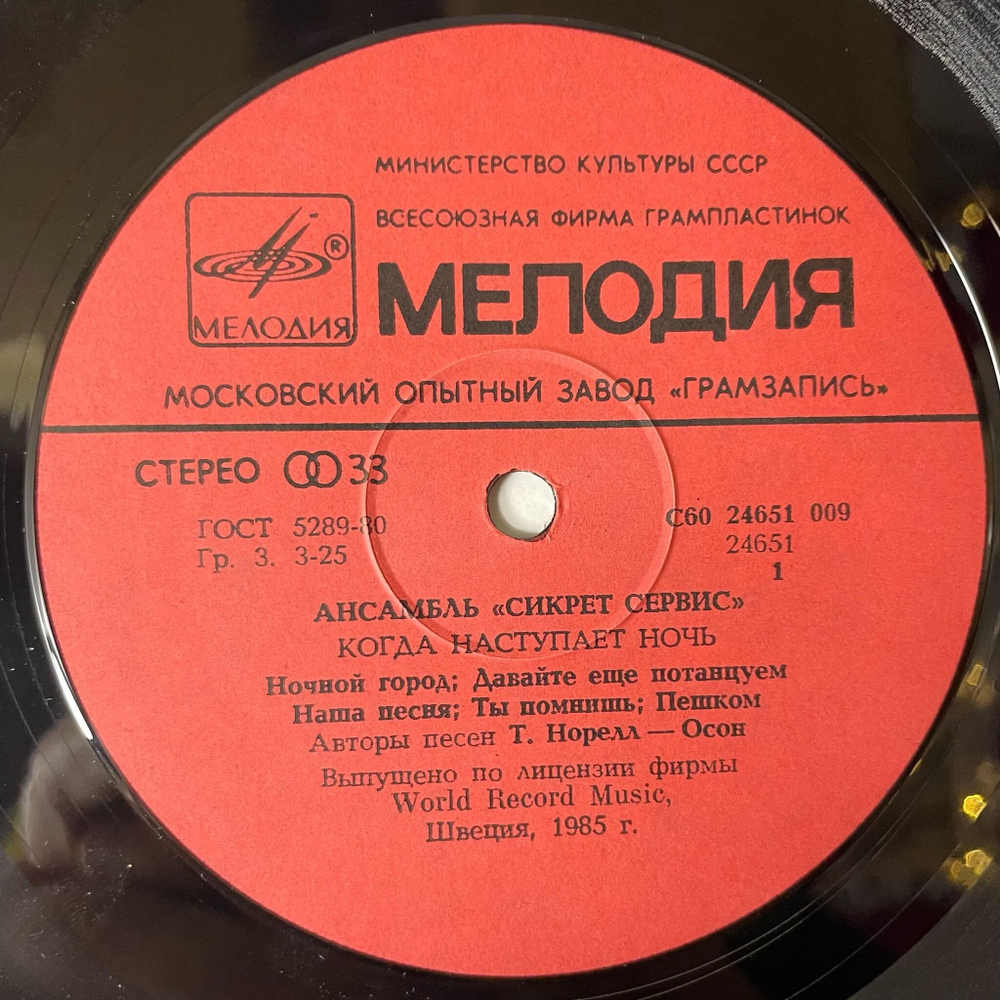 МИНИСТЕРСТВО КУЛЬТУРЫ СССР
ВСЕСОЮЗНАЯ ФИРМА ГРАМПЛАСТИНОК
МЕЛОДИЯ ®
МЕЛОДИЯ
МОСКОВСКИЙ ОПЫТНЫЙ ЗАВОД «ГРАМЗАПИСЬ»
СТЕРЕО 33
ГОСТ 5289-80
Гр. 3. 3-25
С60 24651 009
24651
1
АНСАМБЛЬ «СИКРЕТ СЕРВИС»
КОГДА НАСТУПАЕТ НОЧЬ
Ночной город; Давайте еще потанцуем
Наша песня; Ты помнишь; Пешком
Авторы песен Т. Норелл — Осон
Выпущено по лицензии фирмы
World Record Music,
Швеция, 1985 г.